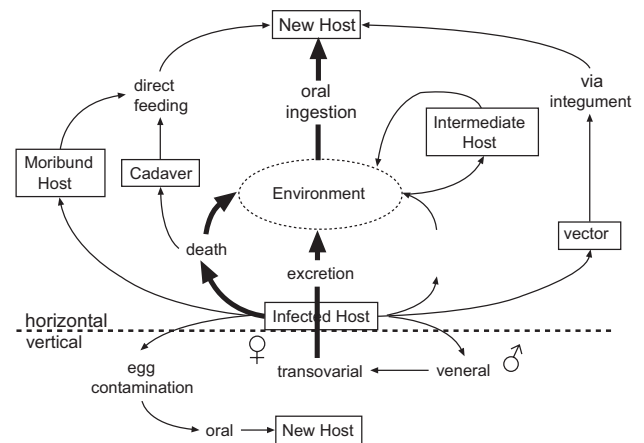 New Host
direct
feeding
oral
ingestion
via
integument
Intermediate
Host
Moribund
Host
Cadaver
Environment
vector
death
excretion
Infected Host
horizontal
vertical
♀
♂
egg
contamination
transovarial
veneral
oral
New Host